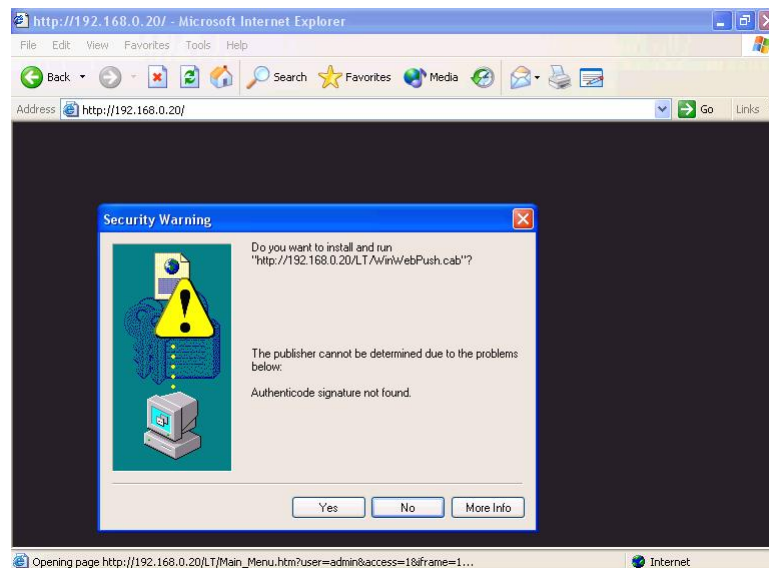 http://192.168.0.20/ - Microsoft Internet Explorer
File Edit View Favorites Tools Help
Back Search Favorites Media
Address http://192.168.0.20/ Go Links
Security Warning
Do you want to install and run
"http://192.168.0.20/LT/WinWebPush.cab"?
The publisher cannot be determined due to the problems
below:
Authenticode signature not found.
Yes No More Info
Opening page http://192.168.0.20/LT/Main_Menu.htm?user=admin&access=1&iframe=1... Internet